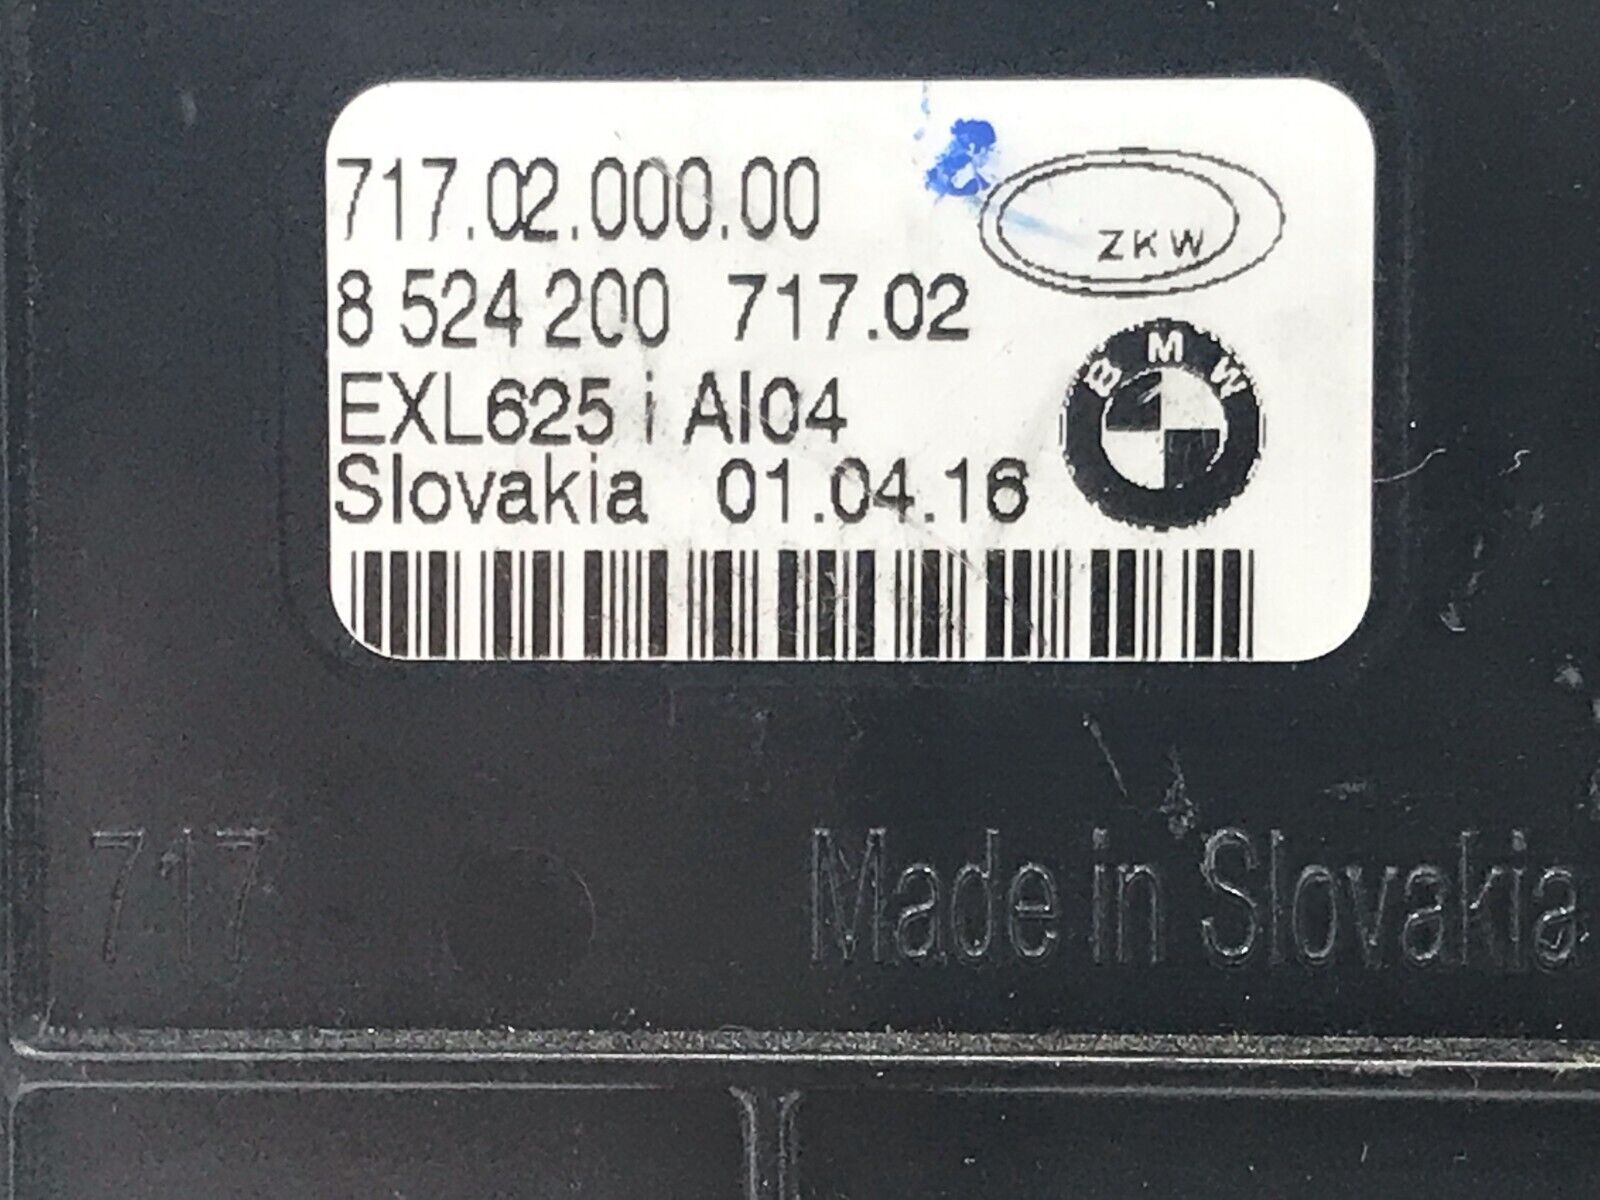 717.02.000.00
ZKW
8 524 200 717.02
BMW
EXL625 i AI04
Slovakia 01.04.16
717
Made in Slovakia